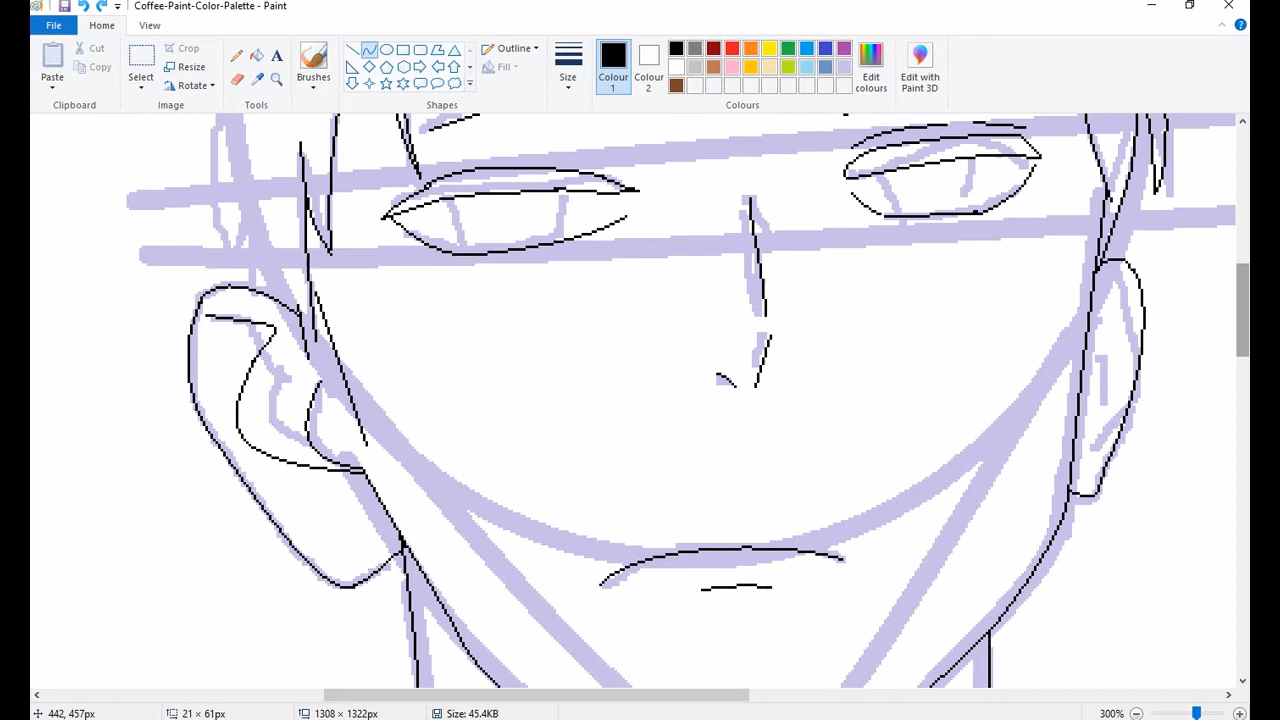 Coffee-Paint-Color-Palette - Paint
File Home View
Paste Cut Copy Clipboard
Select Crop Resize Rotate Image
A Tools
Brushes
Outline Fill Shapes
Size
Colour 1 Colour 2 Edit colours Colours
Edit with Paint 3D
442, 457px 21 × 61px 1308 × 1322px Size: 45.4KB 300%